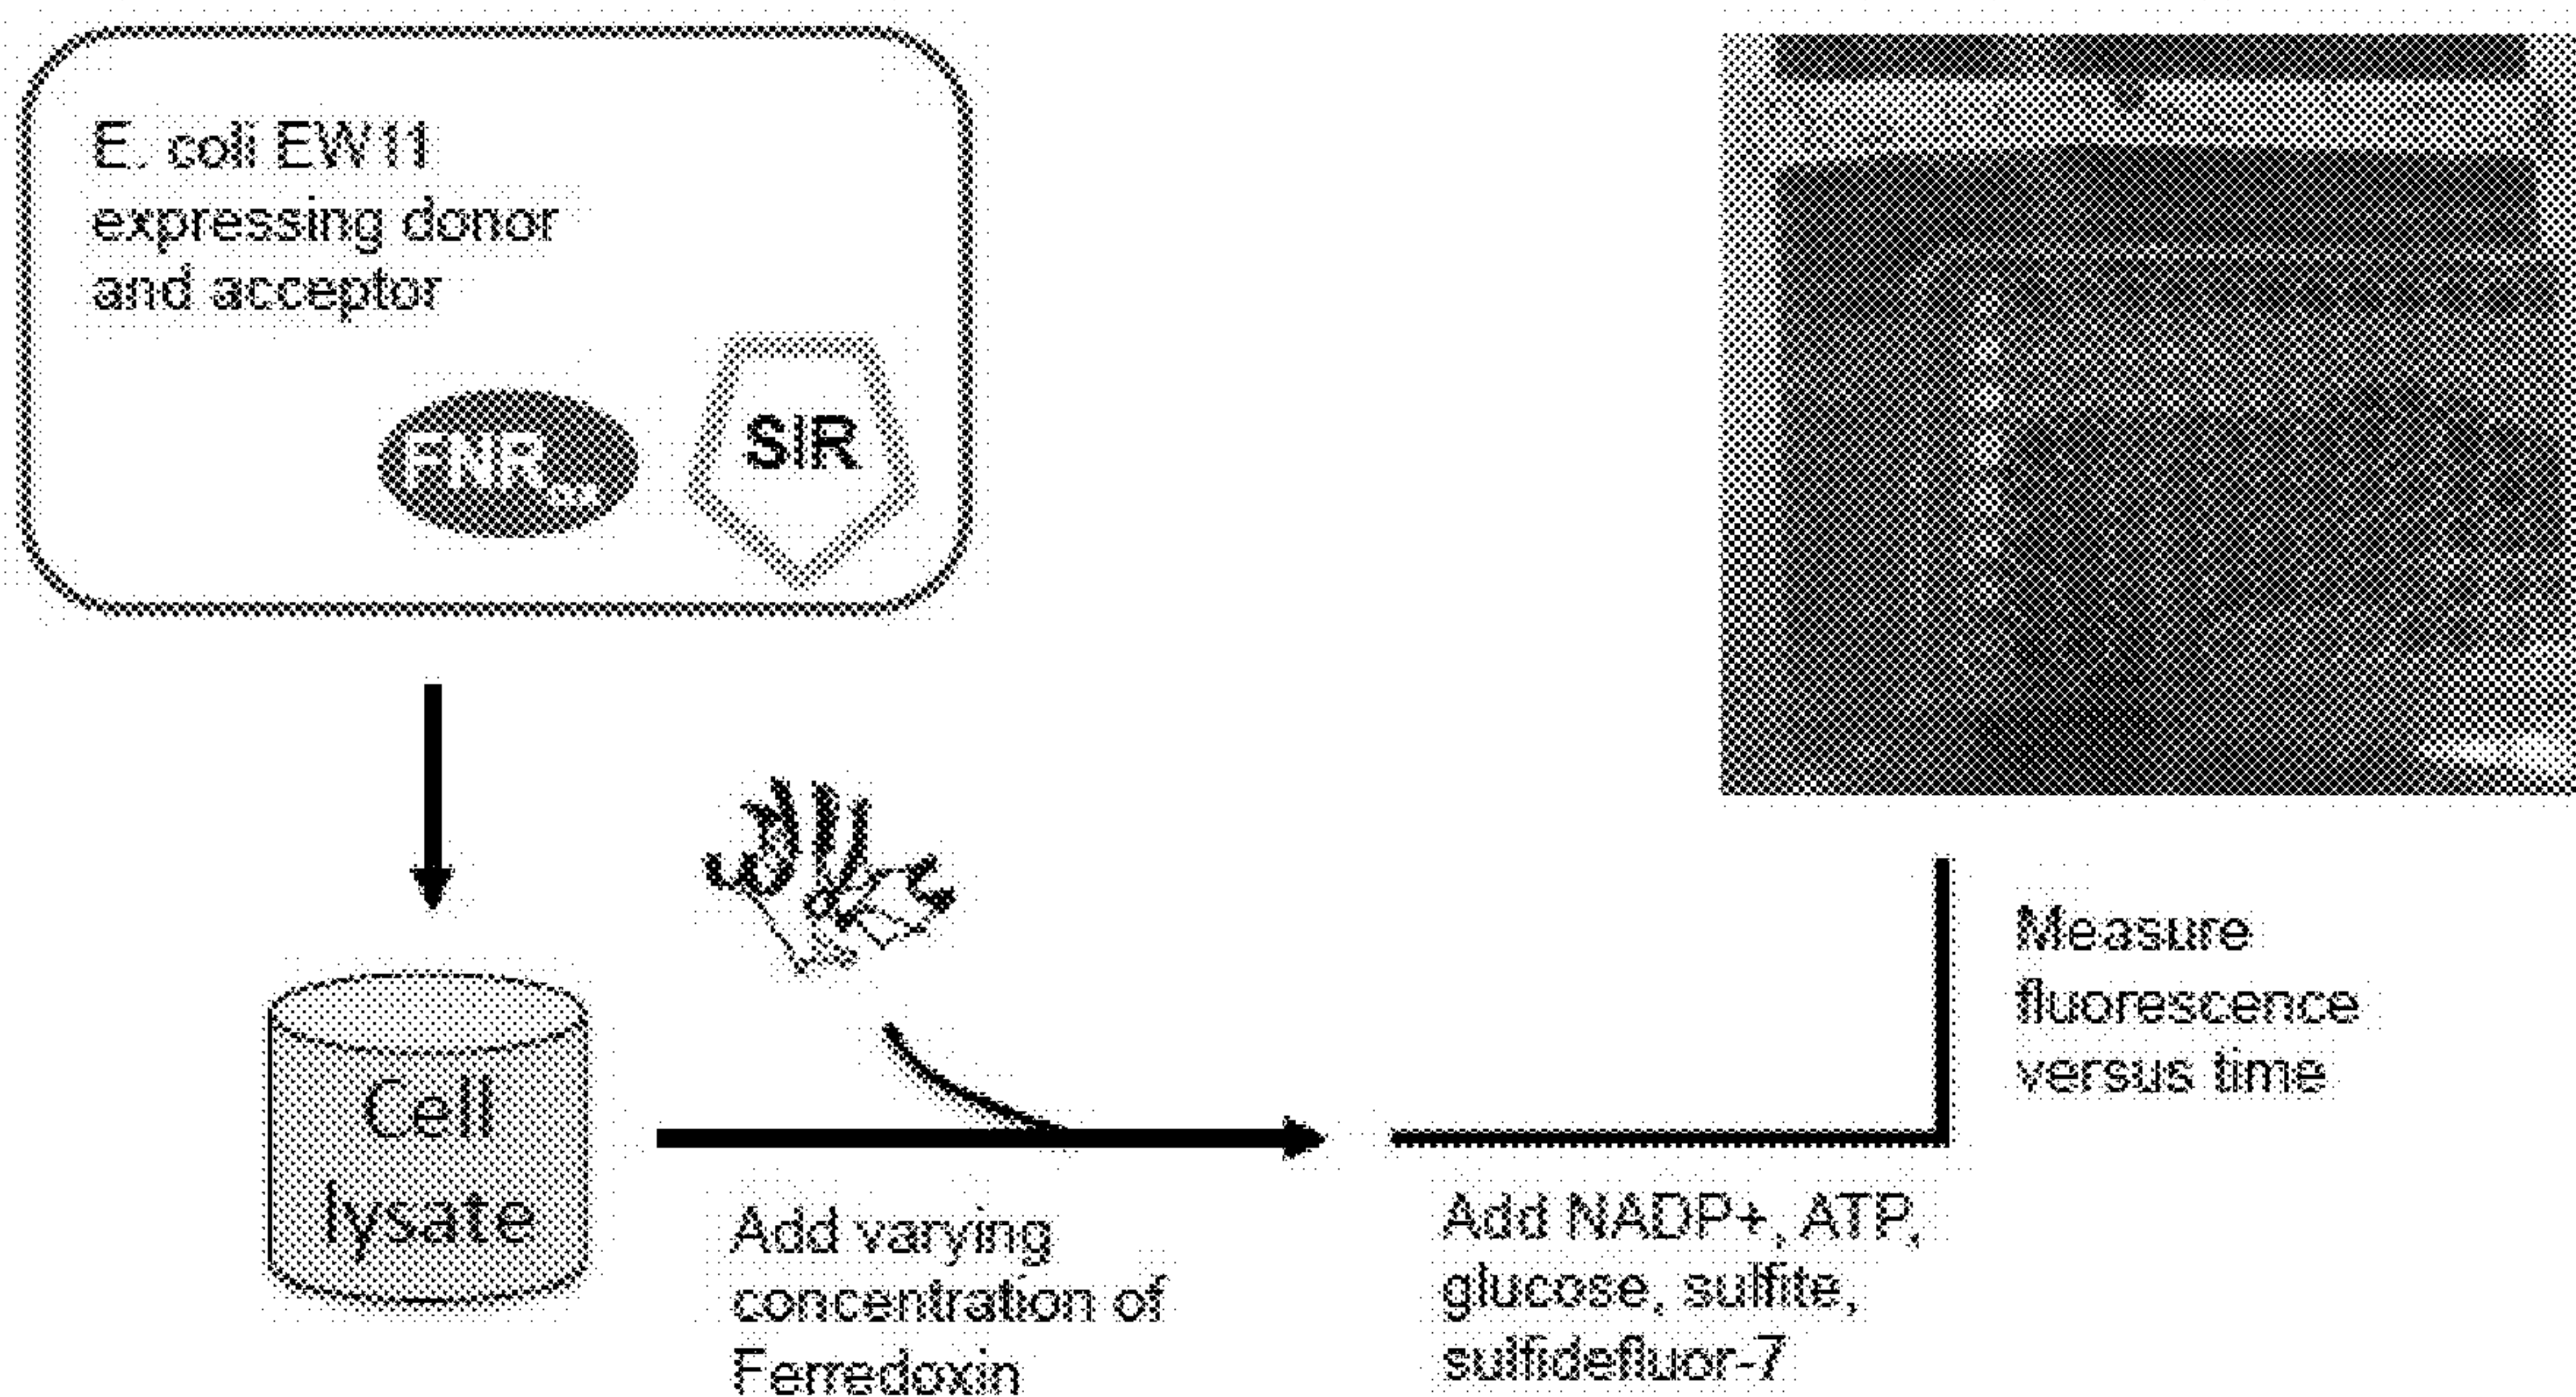 E. coli EW11
expressing donor
and acceptor
FNR
SIR
Cell
lysate
Add varying
concentration of
Ferredoxin
Add NADP+, ATP,
glucose, sulfite,
sulfidefluor-7
Measure
fluorescence
versus time